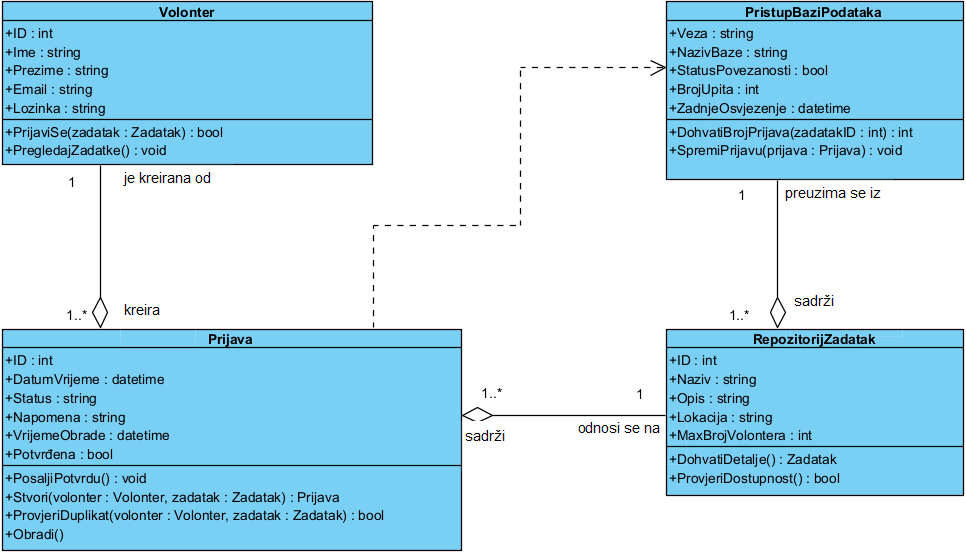 Volonter
+ID : int
+Ime : string
+Prezime : string
+Email : string
+Lozinka : string
+PrijaviSe(zadatak : Zadatak) : bool
+PregledajZadatke() : void
PristupBaziPodataka
+Veza : string
+NazivBaze : string
+StatusPovezanosti : bool
+BrojUpita : int
+ZadnjeOsvjezenje : datetime
+DohvatiBrojPrijava(zadatakID : int) : int
+SpremiPrijavu(prijava : Prijava) : void
1
je kreirana od
1
preuzima se iz
1..*
kreira
1..*
sadrži
Prijava
+ID : int
+DatumVrijeme : datetime
+Status : string
+Napomena : string
+VrijemeObrade : datetime
+Potvrđena : bool
+PosaljiPotvrdu() : void
+Stvori(volonter : Volonter, zadatak : Zadatak) : Prijava
+ProvjeriDuplikat(volonter : Volonter, zadatak : Zadatak) : bool
+Obradi()
1..*
sadrži
1
odnosi se na
RepozitorijZadatak
+ID : int
+Naziv : string
+Opis : string
+Lokacija : string
+MaxBrojVolontera : int
+DohvatiDetalje() : Zadatak
+ProvjeriDostupnost() : bool